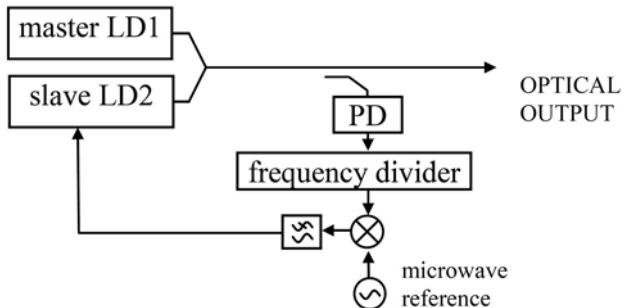 master LD1
slave LD2
OPTICAL
OUTPUT
PD
frequency divider
microwave
reference